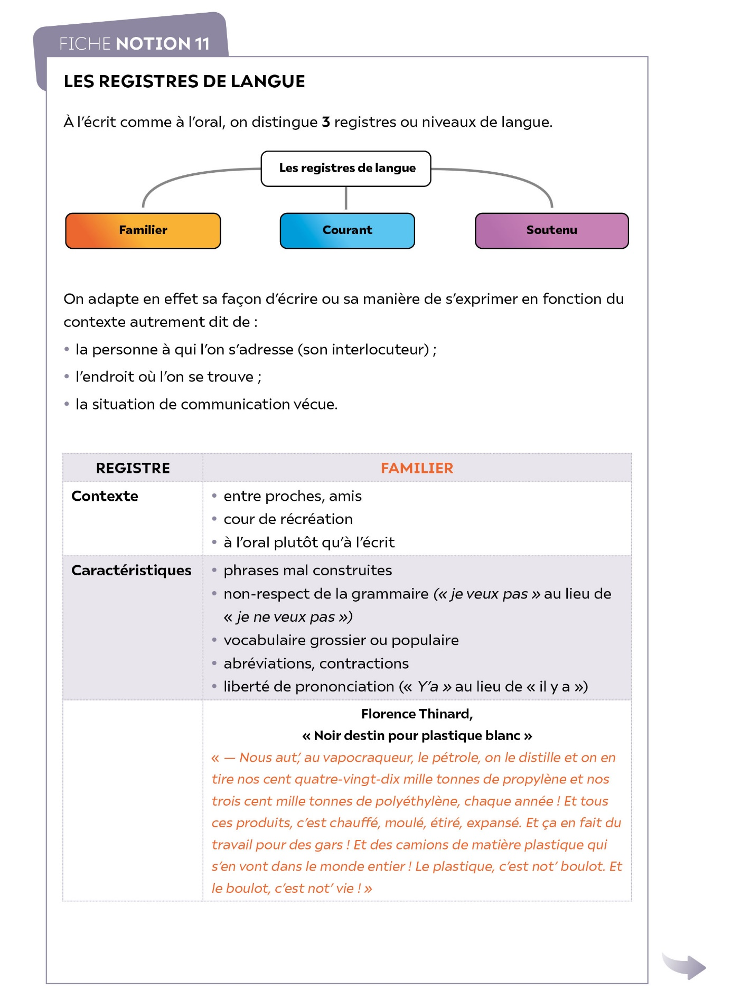 FICHE NOTION 11
LES REGISTRES DE LANGUE
À l’écrit comme à l’oral, on distingue 3 registres ou niveaux de langue.
Les registres de langue
Familier
Courant
Soutenu
On adapte en effet sa façon d’écrire ou sa manière de s’exprimer en fonction du
contexte autrement dit de :
• la personne à qui l’on s’adresse (son interlocuteur) ;
• l’endroit où l’on se trouve ;
• la situation de communication vécue.
REGISTRE
FAMILIER
Contexte
• entre proches, amis
• cour de récréation
• à l’oral plutôt qu’à l’écrit
Caractéristiques
• phrases mal construites
• non-respect de la grammaire (« je veux pas » au lieu de
« je ne veux pas »)
• vocabulaire grossier ou populaire
• abréviations, contractions
• liberté de prononciation (« Y’a » au lieu de « il y a »)
Florence Thinard,
« Noir destin pour plastique blanc »
« — Nous aut’, au vapocraqueur, le pétrole, on le distille et on en
tire nos cent quatre-vingt-dix mille tonnes de propylène et nos
trois cent mille tonnes de polyéthylène, chaque année ! Et tous
ces produits, c’est chauffé, moulé, étiré, expansé. Et ça en fait du
travail pour des gars ! Et des camions de matière plastique qui
s’en vont dans le monde entier ! Le plastique, c’est not’ boulot. Et
le boulot, c’est not’ vie ! »